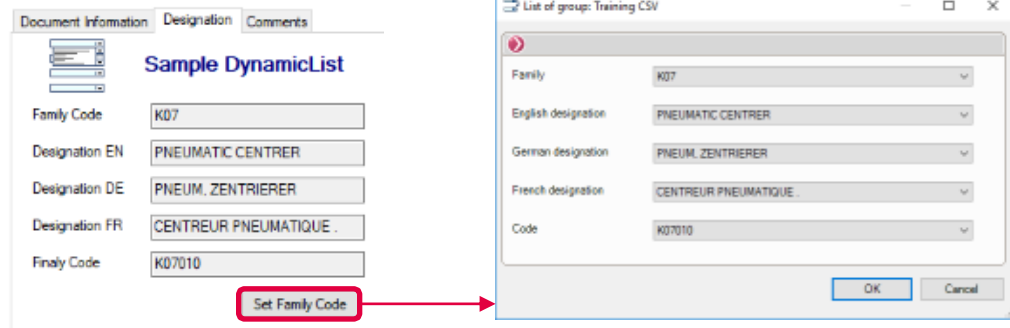 Document Information Designation Comments
Sample DynamicList
Family Code K07
Designation EN PNEUMATIC CENTRER
Designation DE PNEUM. ZENTRIERER
Designation FR CENTREUR PNEUMATIQUE .
Finaly Code K07010
Set Family Code
List of group: Training CSV
Family K07
English designation PNEUMATIC CENTRER
German designation PNEUM. ZENTRIERER
French designation CENTREUR PNEUMATIQUE .
Code K07010
OK Cancel